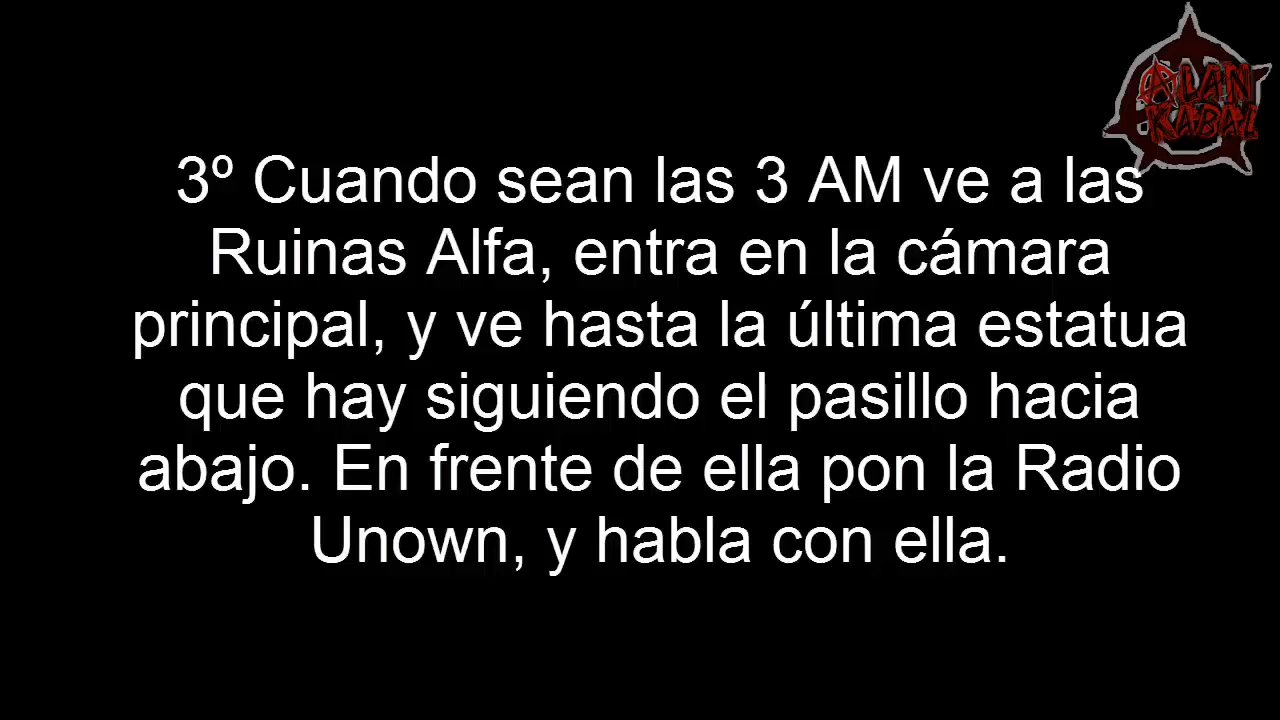 ALAN
KABAL
3º Cuando sean las 3 AM ve a las
Ruinas Alfa, entra en la cámara
principal, y ve hasta la última estatua
que hay siguiendo el pasillo hacia
abajo. En frente de ella pon la Radio
Unown, y habla con ella.